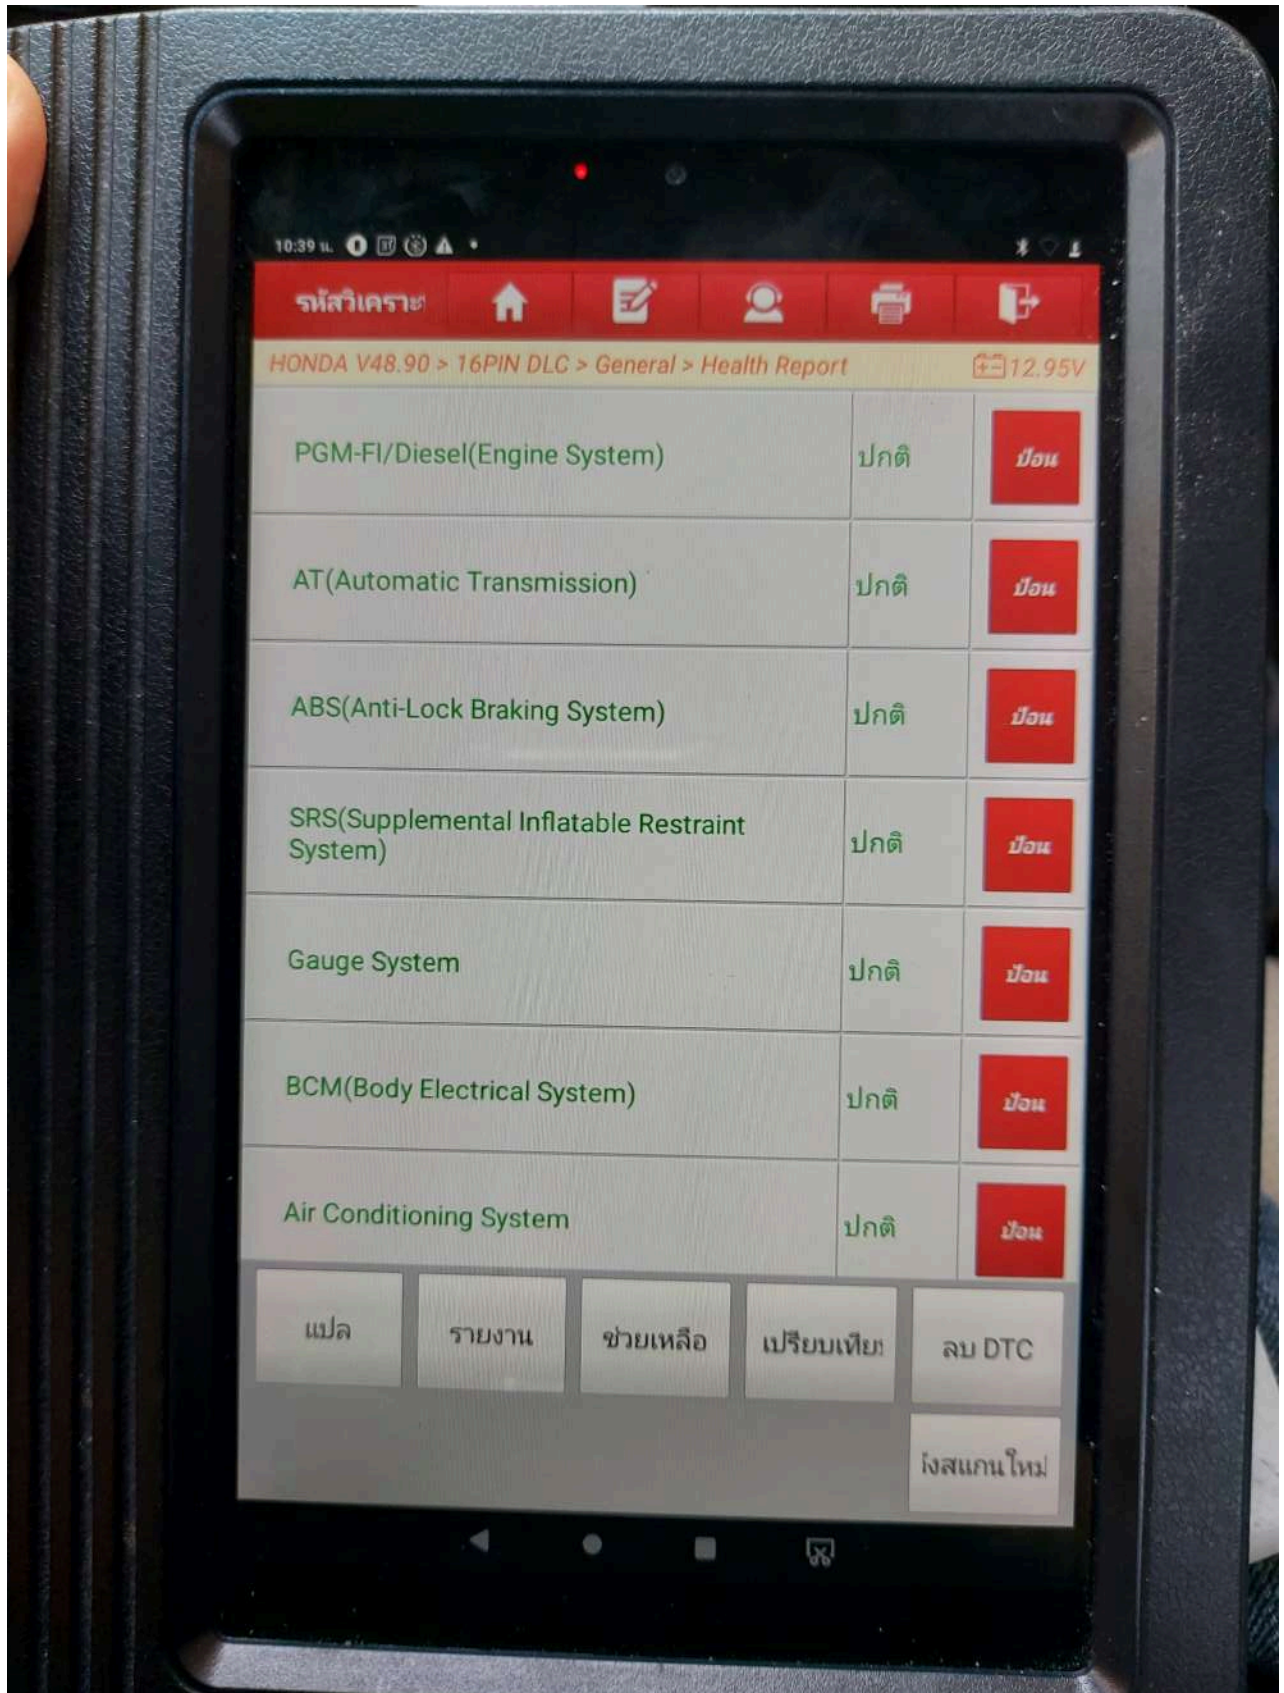 10:39 น.
รหัสวิเคราะ
HONDA V48.90 > 16PIN DLC > General > Health Report 12.95V
PGM-FI/Diesel(Engine System) ปกติ ป้อน
AT(Automatic Transmission) ปกติ ป้อน
ABS(Anti-Lock Braking System) ปกติ ป้อน
SRS(Supplemental Inflatable Restraint
System) ปกติ ป้อน
Gauge System ปกติ ป้อน
BCM(Body Electrical System) ปกติ ป้อน
Air Conditioning System ปกติ ป้อน
แปล รายงาน ช่วยเหลือ เปรียบเทีย ลบ DTC
สแกนใหม่